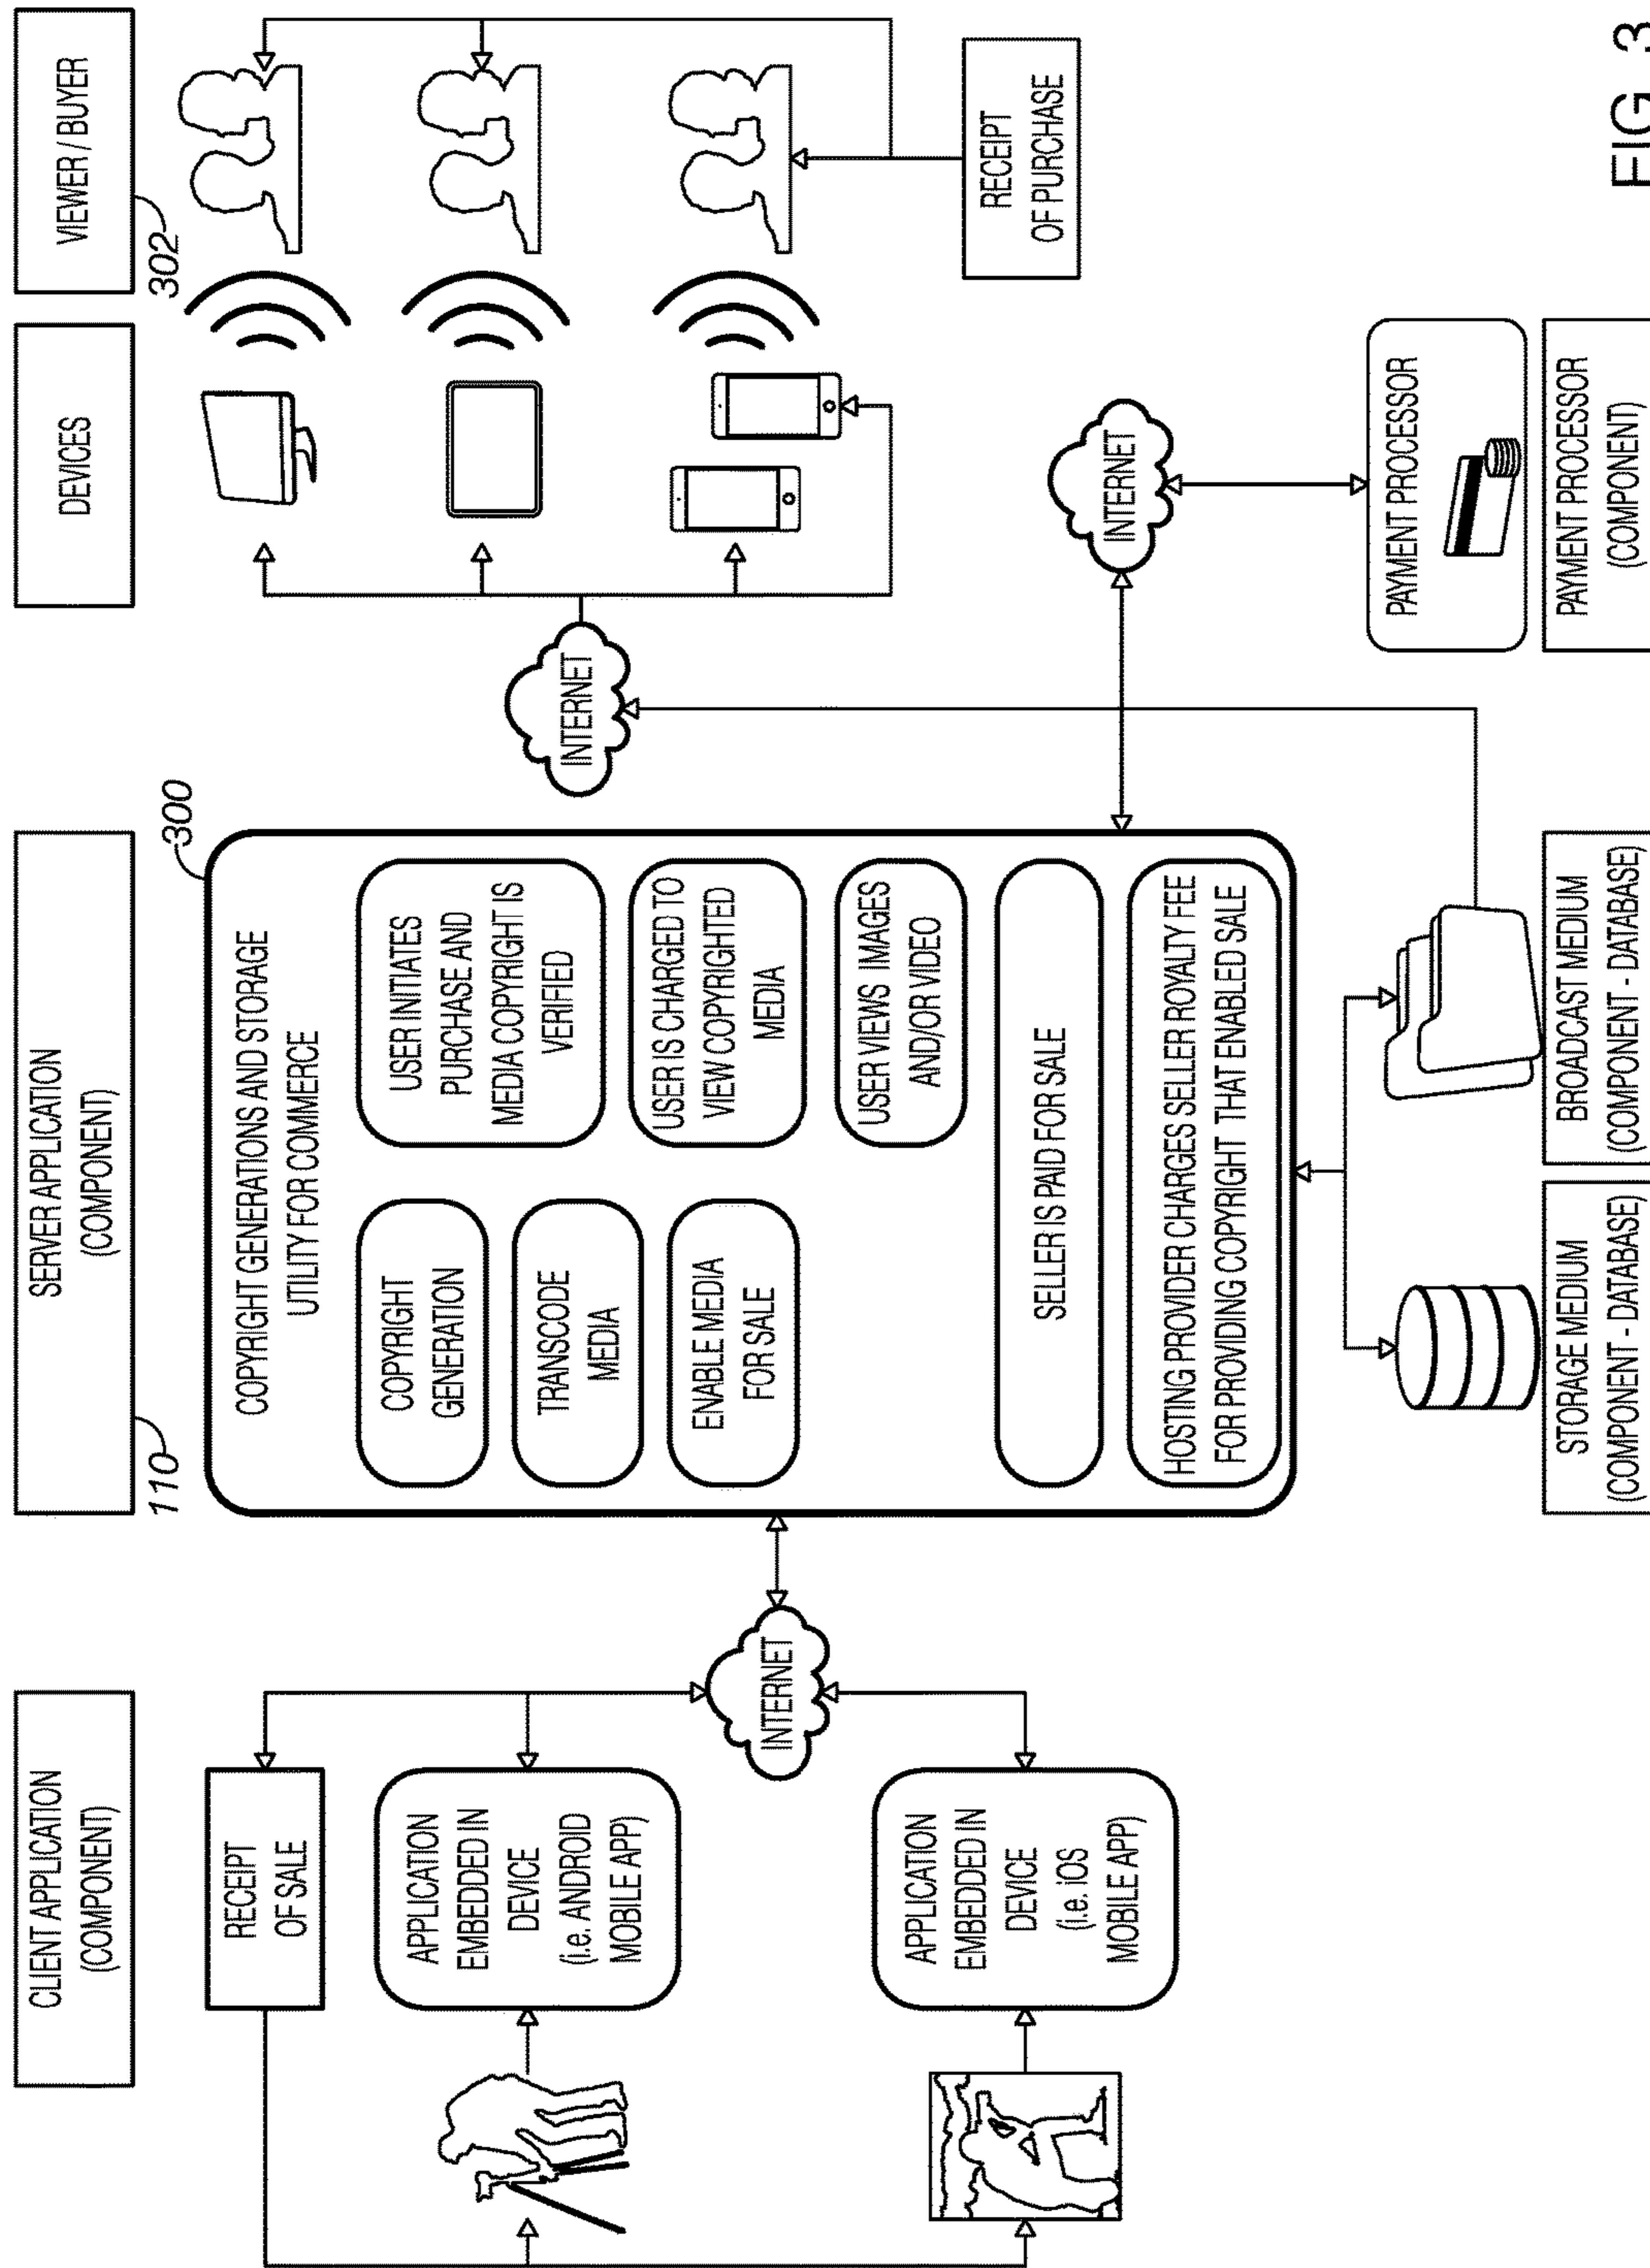 CLIENT APPLICATION
(COMPONENT)
SERVER APPLICATION
(COMPONENT)
DEVICES
VIEWER / BUYER
110
300
302
RECEIPT
OF SALE
APPLICATION
EMBEDDED IN
DEVICE
(i.e. ANDROID
MOBILE APP)
APPLICATION
EMBEDDED IN
DEVICE
(i.e. iOS
MOBILE APP)
INTERNET
COPYRIGHT GENERATIONS AND STORAGE
UTILITY FOR COMMERCE
COPYRIGHT
GENERATION
TRANSCODE
MEDIA
ENABLE MEDIA
FOR SALE
USER INITIATES
PURCHASE AND
MEDIA COPYRIGHT IS
VERIFIED
USER IS CHARGED TO
VIEW COPYRIGHTED
MEDIA
USER VIEWS IMAGES
AND/OR VIDEO
SELLER IS PAID FOR SALE
HOSTING PROVIDER CHARGES SELLER ROYALTY FEE
FOR PROVIDING COPYRIGHT THAT ENABLED SALE
INTERNET
INTERNET
RECEIPT
OF PURCHASE
STORAGE MEDIUM
(COMPONENT - DATABASE)
BROADCAST MEDIUM
(COMPONENT - DATABASE)
PAYMENT PROCESSOR
PAYMENT PROCESSOR
(COMPONENT)
FIG. 3